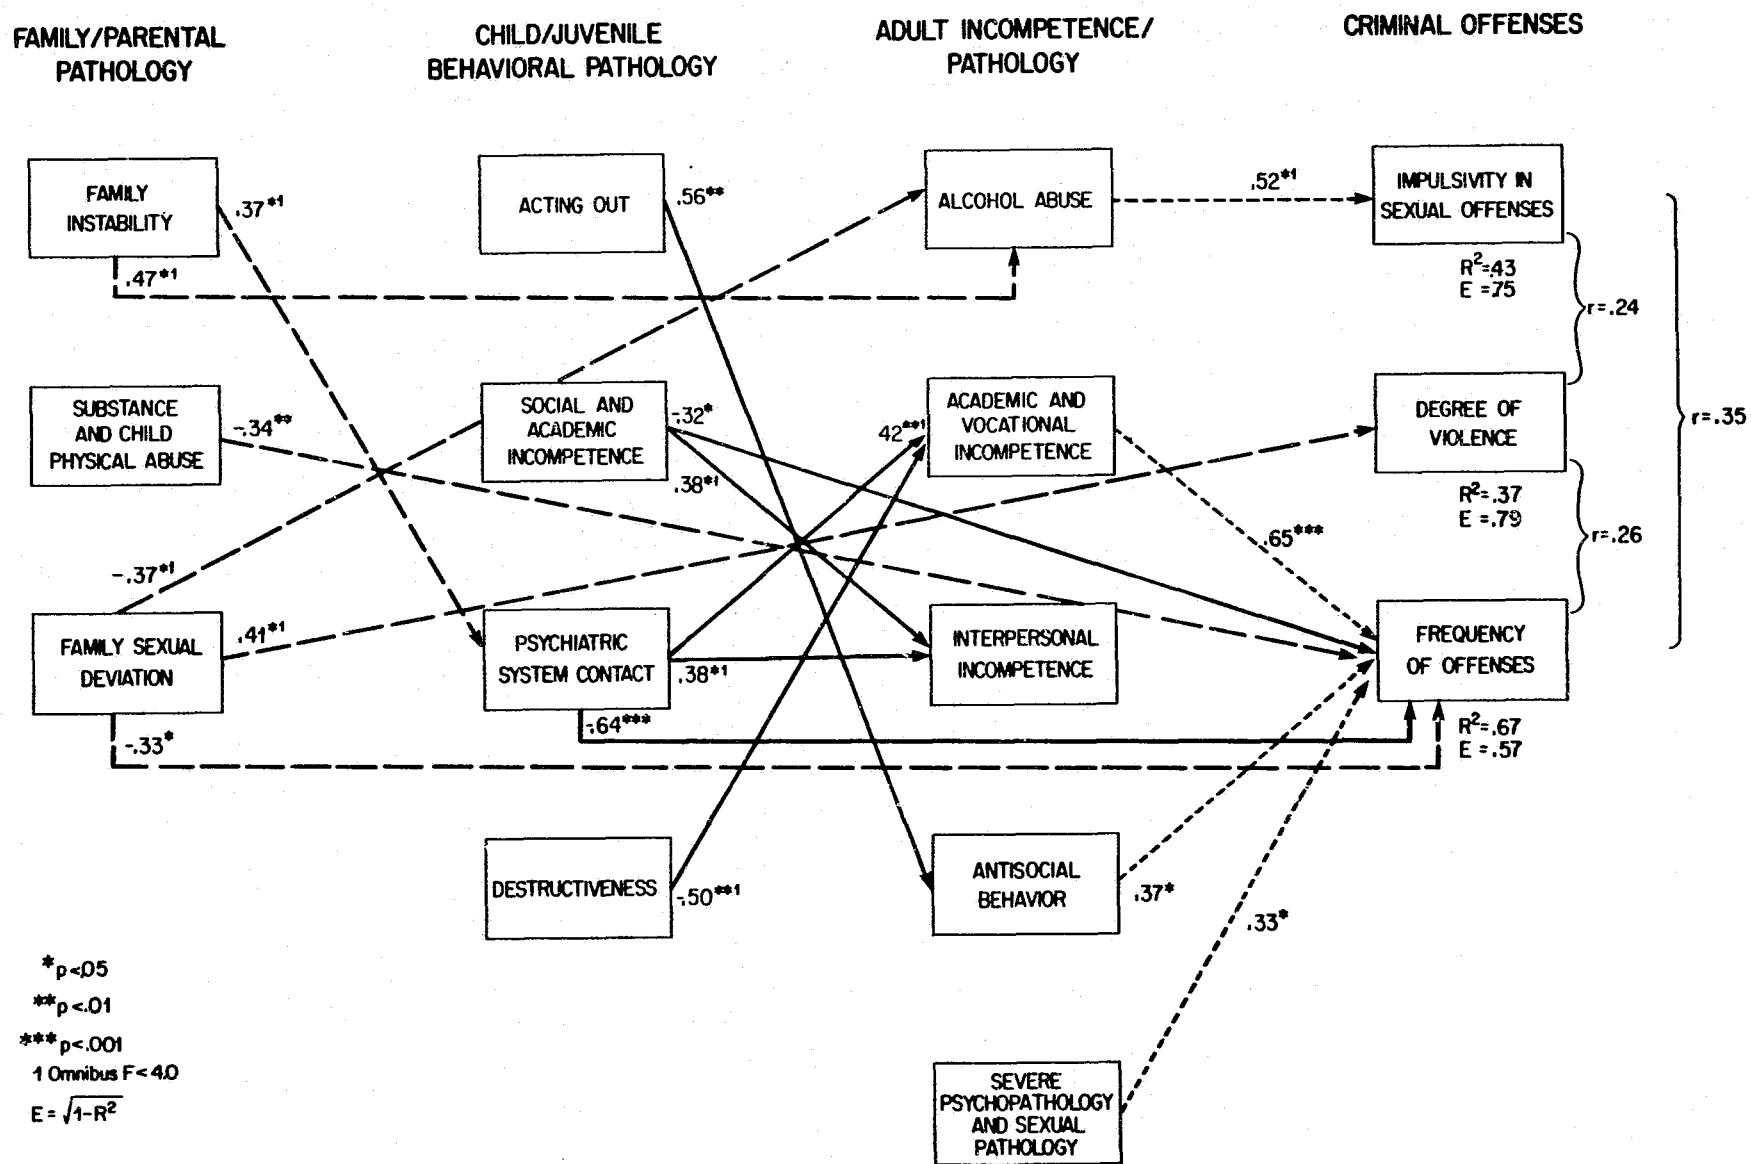 FAMILY/PARENTAL
PATHOLOGY
CHILD/JUVENILE
BEHAVIORAL PATHOLOGY
ADULT INCOMPETENCE/
PATHOLOGY
CRIMINAL OFFENSES
FAMILY
INSTABILITY
.37*1
.47*1
ACTING OUT
.56**
ALCOHOL ABUSE
.52*1
IMPULSIVITY IN
SEXUAL OFFENSES
R²=.43
E =.75
r=.24
r=.35
SUBSTANCE
AND CHILD
PHYSICAL ABUSE
-.34**
SOCIAL AND
ACADEMIC
INCOMPETENCE
-.32*
.38*1
42**1
ACADEMIC AND
VOCATIONAL
INCOMPETENCE
.65***
DEGREE OF
VIOLENCE
R²=.37
E =.79
r=.26
-.37*1
FAMILY SEXUAL
DEVIATION
.41*1
-.33*
PSYCHIATRIC
SYSTEM CONTACT
.38*1
-.64***
INTERPERSONAL
INCOMPETENCE
FREQUENCY
OF OFFENSES
R²=.67
E =.57
DESTRUCTIVENESS
-.50**1
ANTISOCIAL
BEHAVIOR
.37*
.33*
SEVERE
PSYCHOPATHOLOGY
AND SEXUAL
PATHOLOGY
*p<.05
**p<.01
***p<.001
1 Omnibus F<4.0
E = √1-R²